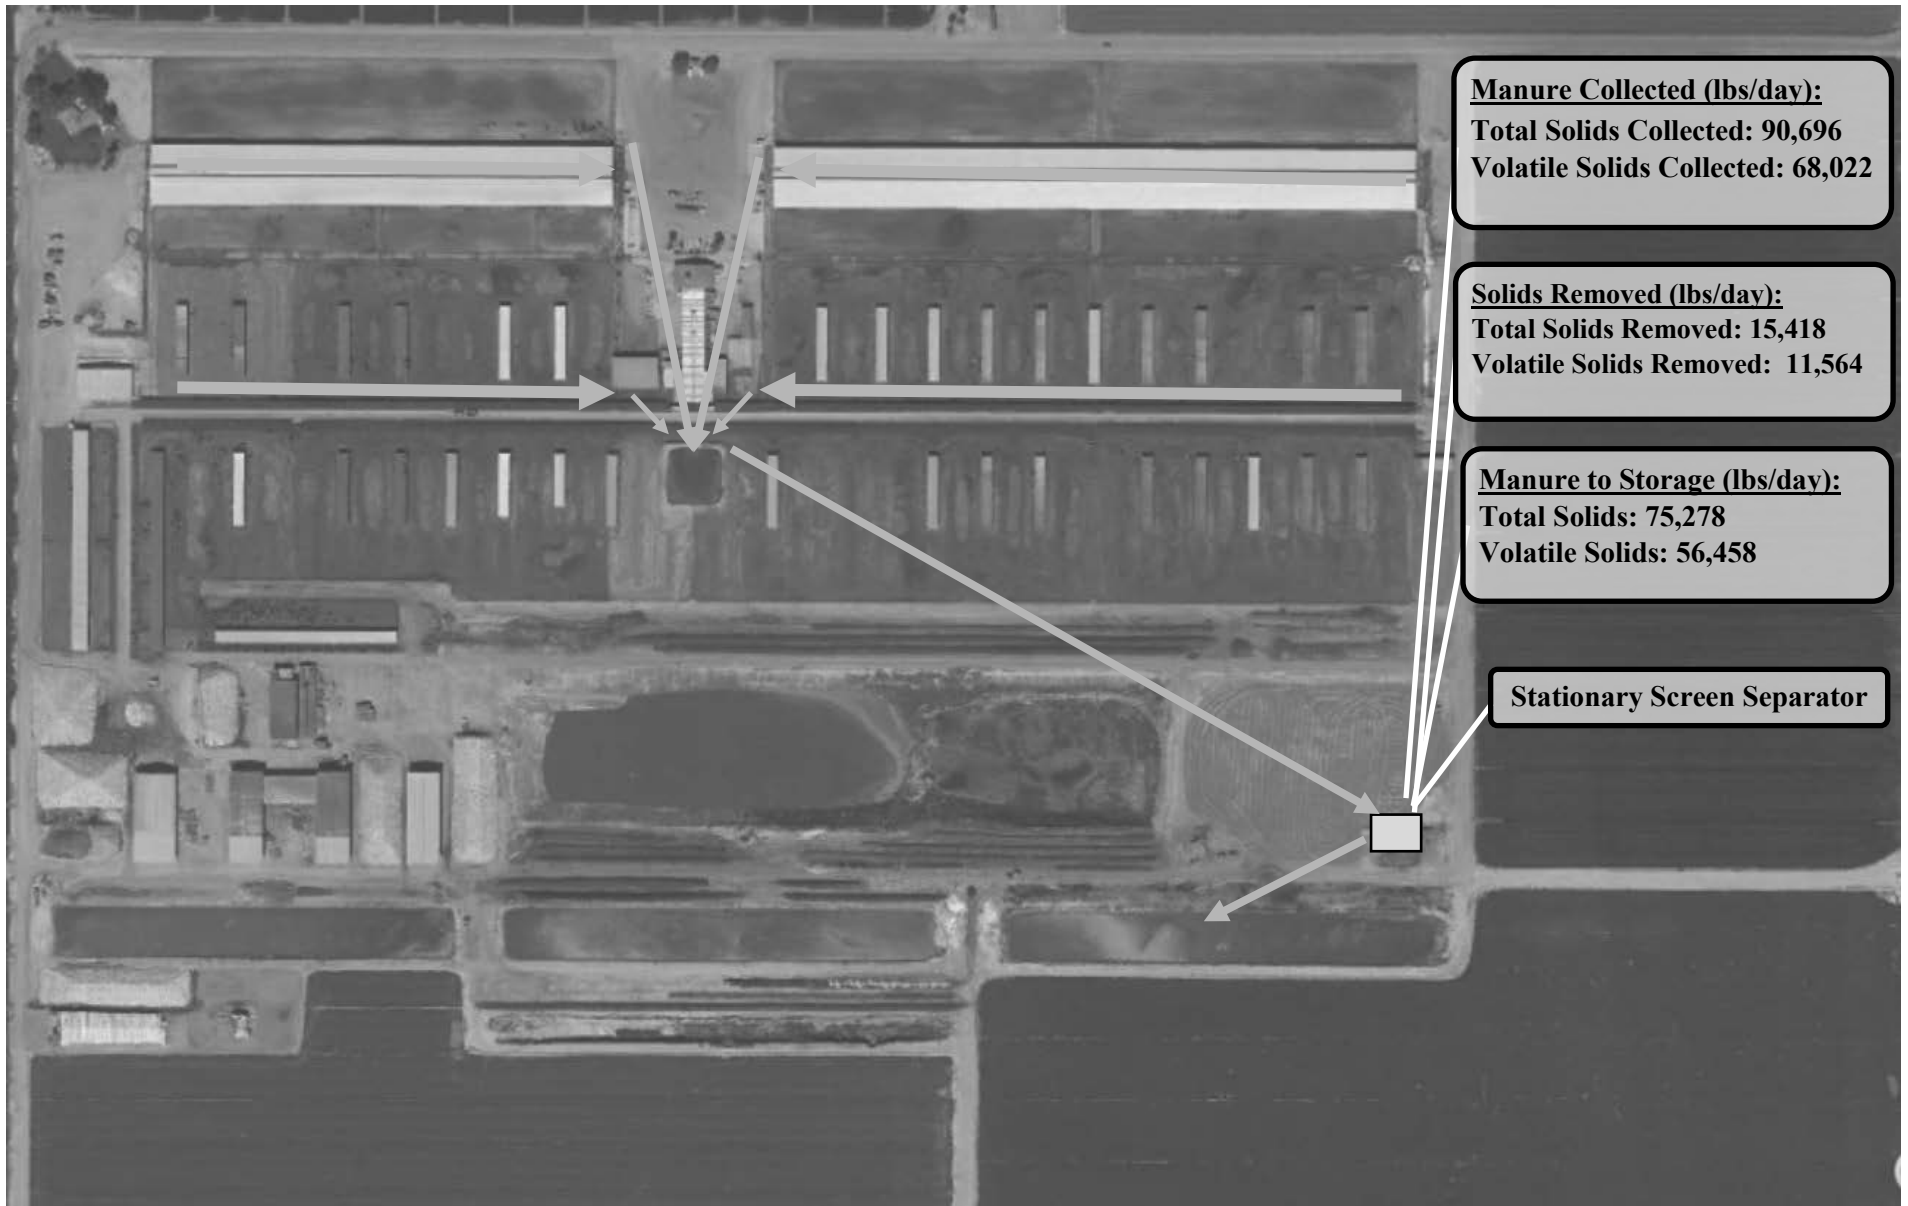 Manure Collected (lbs/day):
Total Solids Collected: 90,696
Volatile Solids Collected: 68,022
Solids Removed (lbs/day):
Total Solids Removed: 15,418
Volatile Solids Removed: 11,564
Manure to Storage (lbs/day):
Total Solids: 75,278
Volatile Solids: 56,458
Stationary Screen Separator